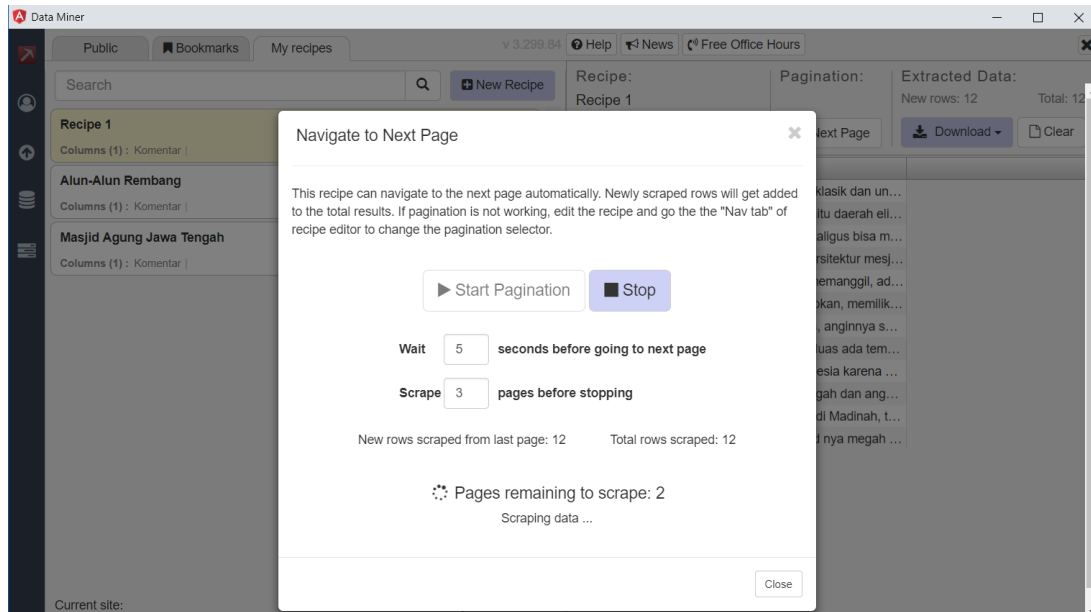 Data Miner
Public
Bookmarks
My recipes
v 3.299.84
Help
News
Free Office Hours
Search
New Recipe
Recipe:
Recipe 1
Pagination:
Next Page
Extracted Data:
New rows: 12
Total: 12
Download
Clear
Recipe 1
Columns (1) : Komentar |
Alun-Alun Rembang
Columns (1) : Komentar |
Masjid Agung Jawa Tengah
Columns (1) : Komentar |
Navigate to Next Page
This recipe can navigate to the next page automatically. Newly scraped rows will get added
to the total results. If pagination is not working, edit the recipe and go the the "Nav tab" of
recipe editor to change the pagination selector.
Start Pagination
Stop
Wait 5 seconds before going to next page
Scrape 3 pages before stopping
New rows scraped from last page: 12
Total rows scraped: 12
Pages remaining to scrape: 2
Scraping data ...
Close
klasik dan un...
itu daerah eli...
aligus bisa m...
rsitektur mesj...
nemanggil, ad...
okan, memilik...
, anginnya s...
luas ada tem...
esia karena ...
gah dan ang...
di Madinah, t...
d nya megah ...
Current site: